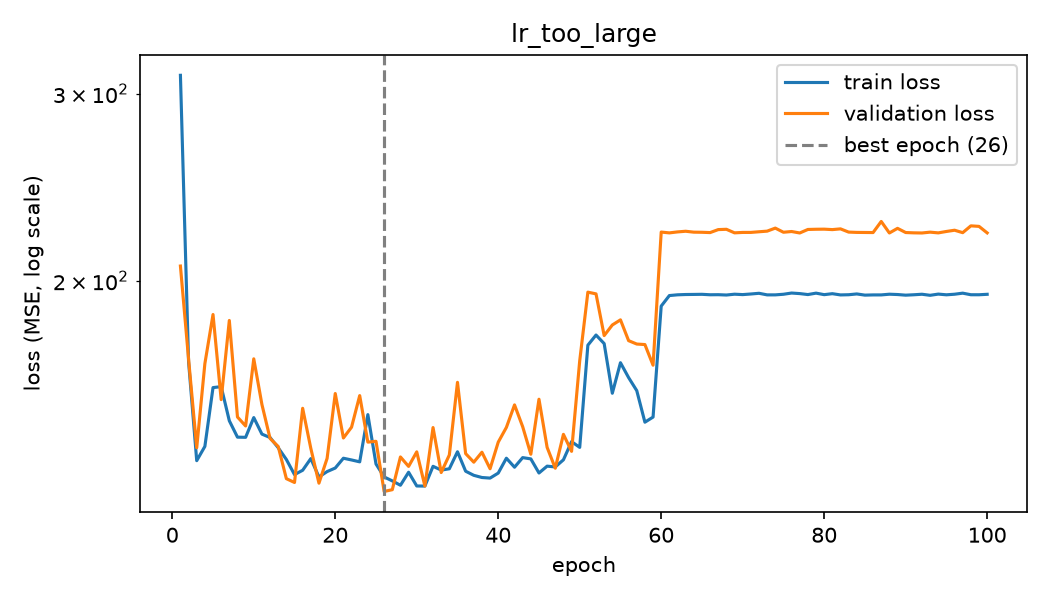 lr_too_large
train loss
validation loss
best epoch (26)
loss (MSE, log scale)
3 × 10²
2 × 10²
0 20 40 60 80 100
epoch